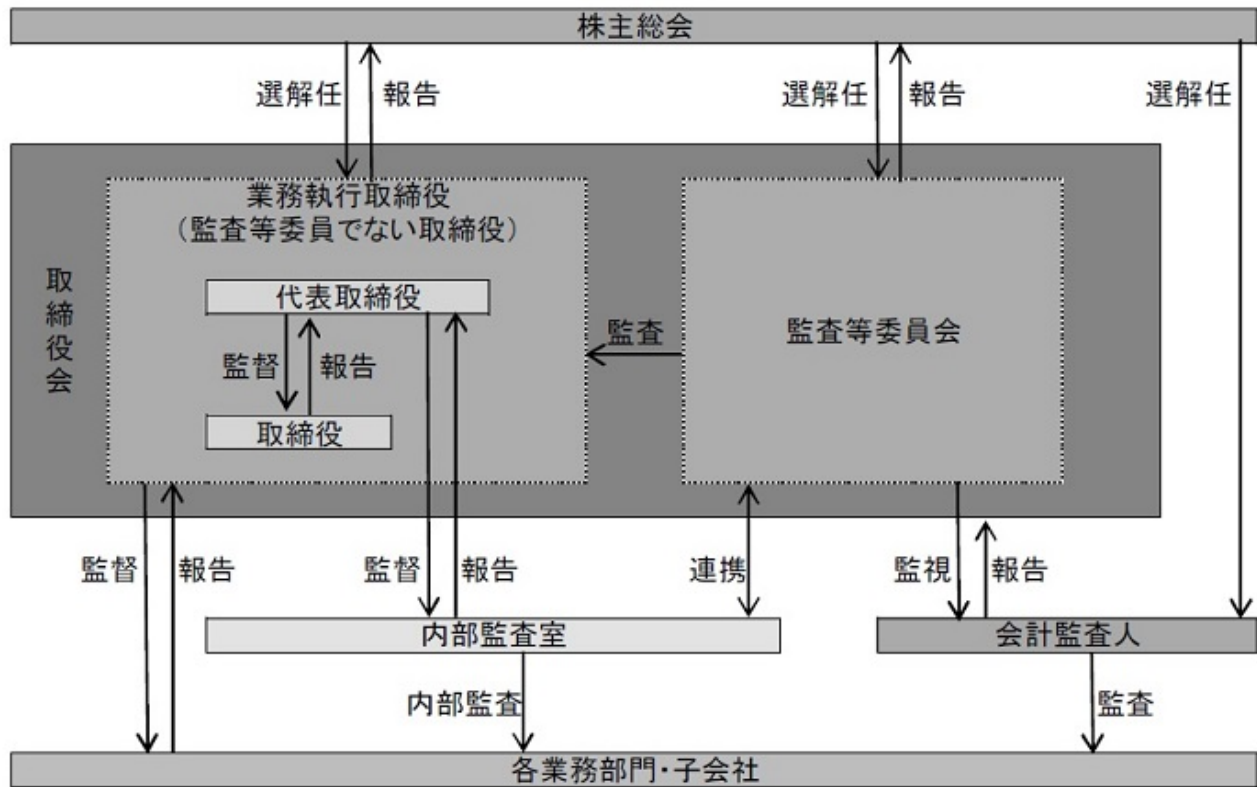 株主総会
選解任
報告
選解任
報告
選解任
業務執行取締役
（監査等委員でない取締役）
取締役会
代表取締役
監督
報告
取締役
監査
監査等委員会
監督
報告
監督
報告
連携
監視
報告
内部監査室
会計監査人
内部監査
監査
各業務部門・子会社